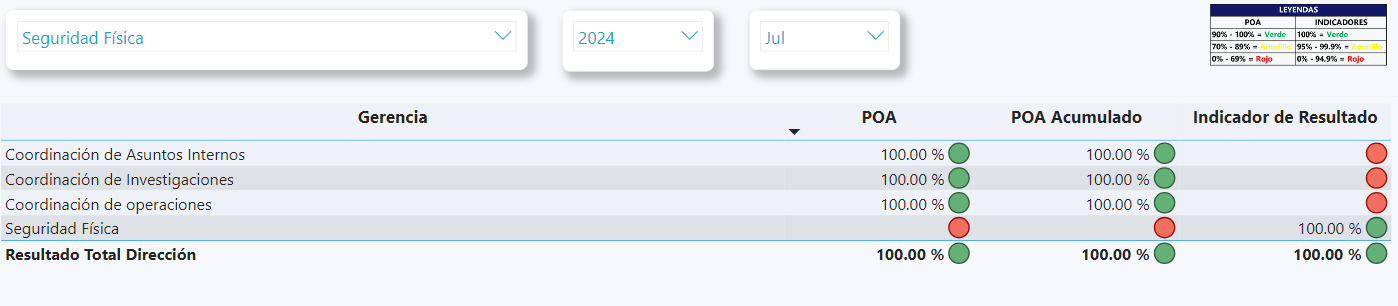 Seguridad Física
2024
Jul
LEYENDAS
POA INDICADORES
90% - 100% = Verde 100% = Verde
70% - 89% = Amarillo 95% - 99.9% = Amarillo
0% - 69% = Rojo 0% - 94.9% = Rojo
Gerencia POA POA Acumulado Indicador de Resultado
Coordinación de Asuntos Internos 100.00 % 100.00 %
Coordinación de Investigaciones 100.00 % 100.00 %
Coordinación de operaciones 100.00 % 100.00 %
Seguridad Física 100.00 %
Resultado Total Dirección 100.00 % 100.00 % 100.00 %